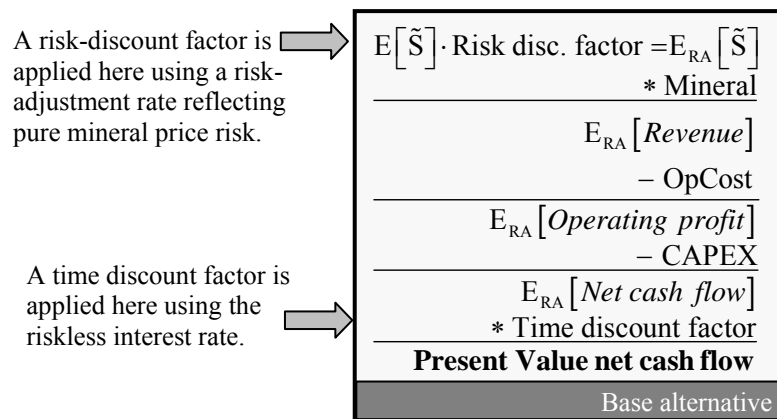 A risk-discount factor is
applied here using a risk-
adjustment rate reflecting
pure mineral price risk.
E[S̃]·Risk disc. factor =E_RA[S̃]
* Mineral
E_RA[Revenue]
− OpCost
E_RA[Operating profit]
− CAPEX
A time discount factor is
applied here using the
riskless interest rate.
E_RA[Net cash flow]
* Time discount factor
Present Value net cash flow
Base alternative